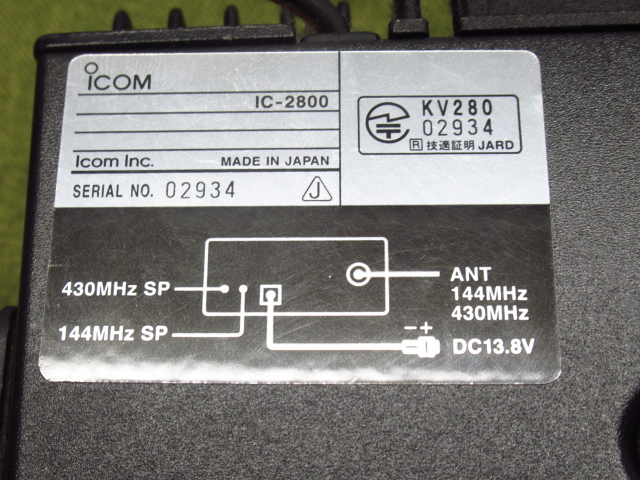 ICOM
IC-2800
Icom Inc. MADE IN JAPAN
SERIAL NO. 02934 J
KV280
02934
R 技適証明 JARD
430MHz SP
144MHz SP
ANT
144MHz
430MHz
− +
DC13.8V